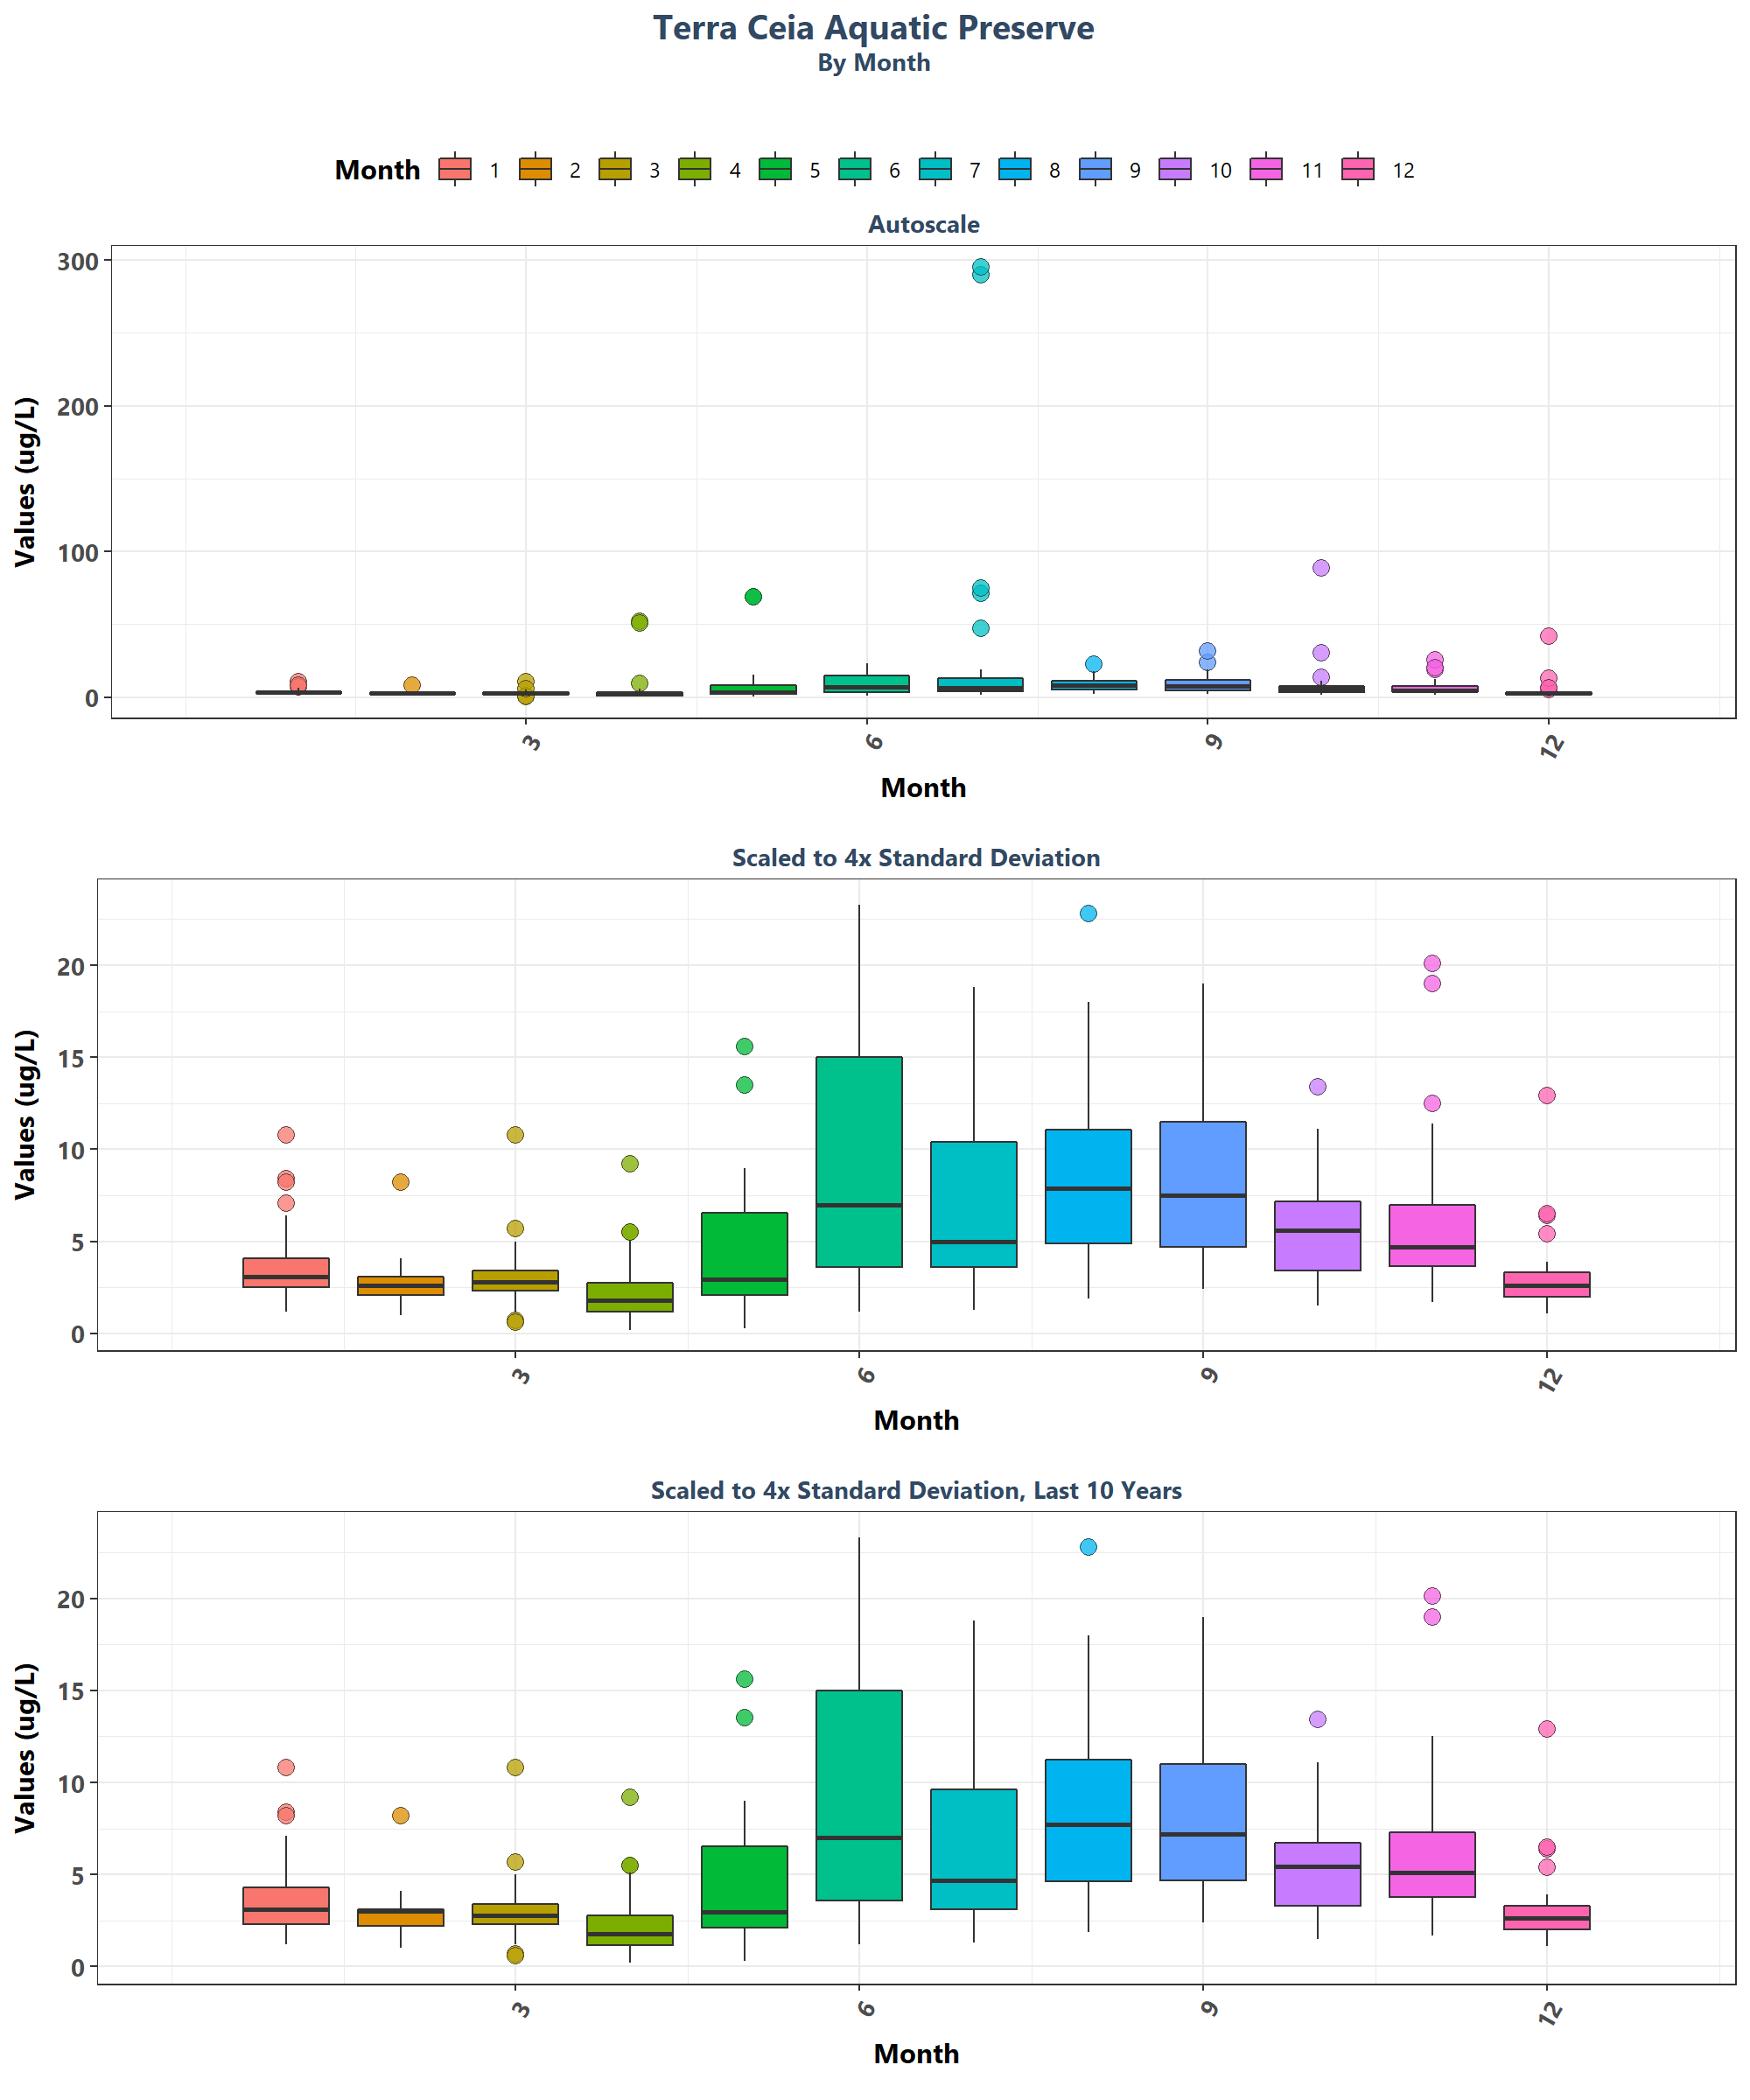 Terra Ceia Aquatic Preserve
By Month
Month 1 2 3 4 5 6 7 8 9 10 11 12
Autoscale
Values (ug/L)
300
200
100
0
3 6 9 12
Month
Scaled to 4x Standard Deviation
Values (ug/L)
20
15
10
5
0
3 6 9 12
Month
Scaled to 4x Standard Deviation, Last 10 Years
Values (ug/L)
20
15
10
5
0
3 6 9 12
Month